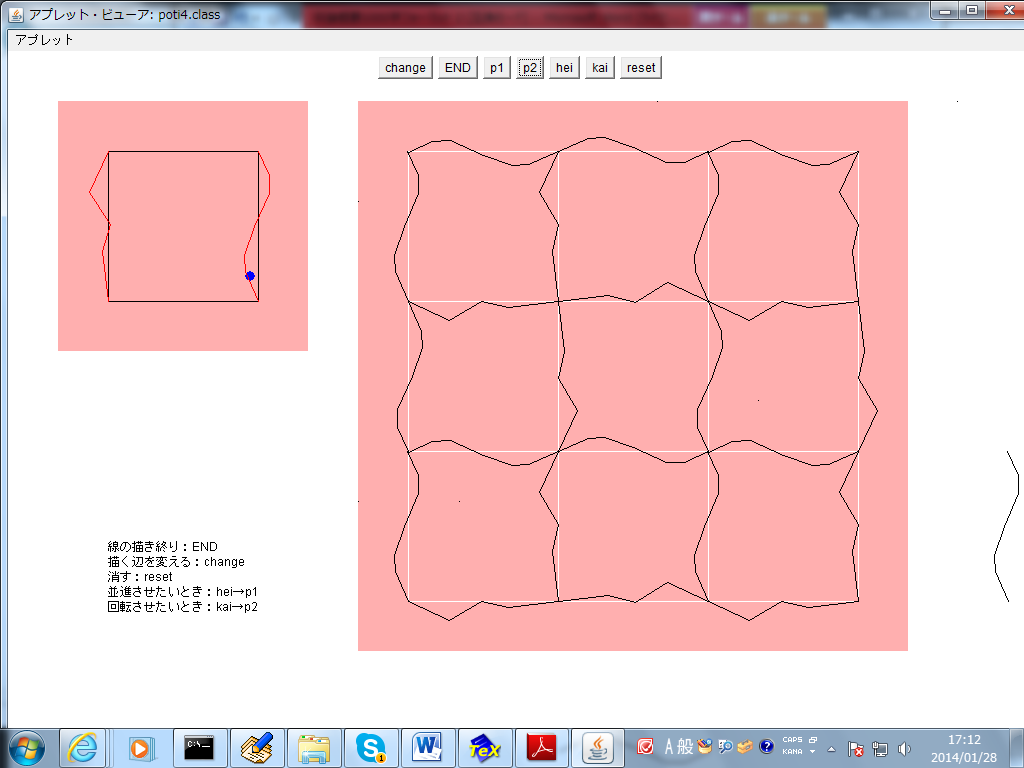 アプレット・ビューア: poti4.class
アプレット
change END p1 p2 hei kai reset
線の描き終り：END
描く辺を変える：change
消す：reset
並進させたいとき：hei→p1
回転させたいとき：kai→p2
C:\_
S 1
W
TeX
A 般
CAPS
KANA
17:12
2014/01/28